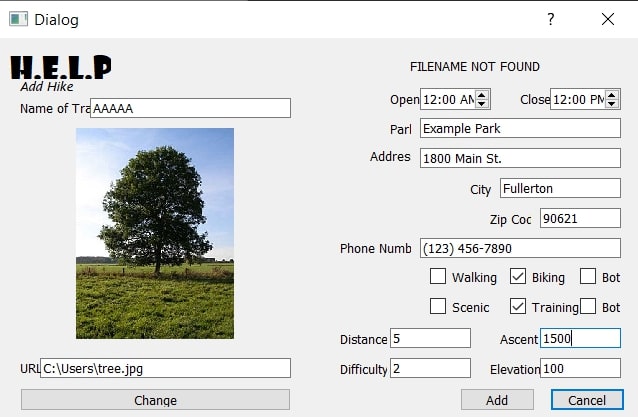 Dialog
H.E.L.P
Add Hike
FILENAME NOT FOUND
Name of Tra AAAAA
Open 12:00 AM Close 12:00 PM
Parl Example Park
Addres 1800 Main St.
City Fullerton
Zip Coc 90621
Phone Numb (123) 456-7890
Walking Biking Bot
Scenic Training Bot
Distance 5 Ascent 1500
URL C:\Users\tree.jpg
Difficulty 2 Elevation 100
Change Add Cancel